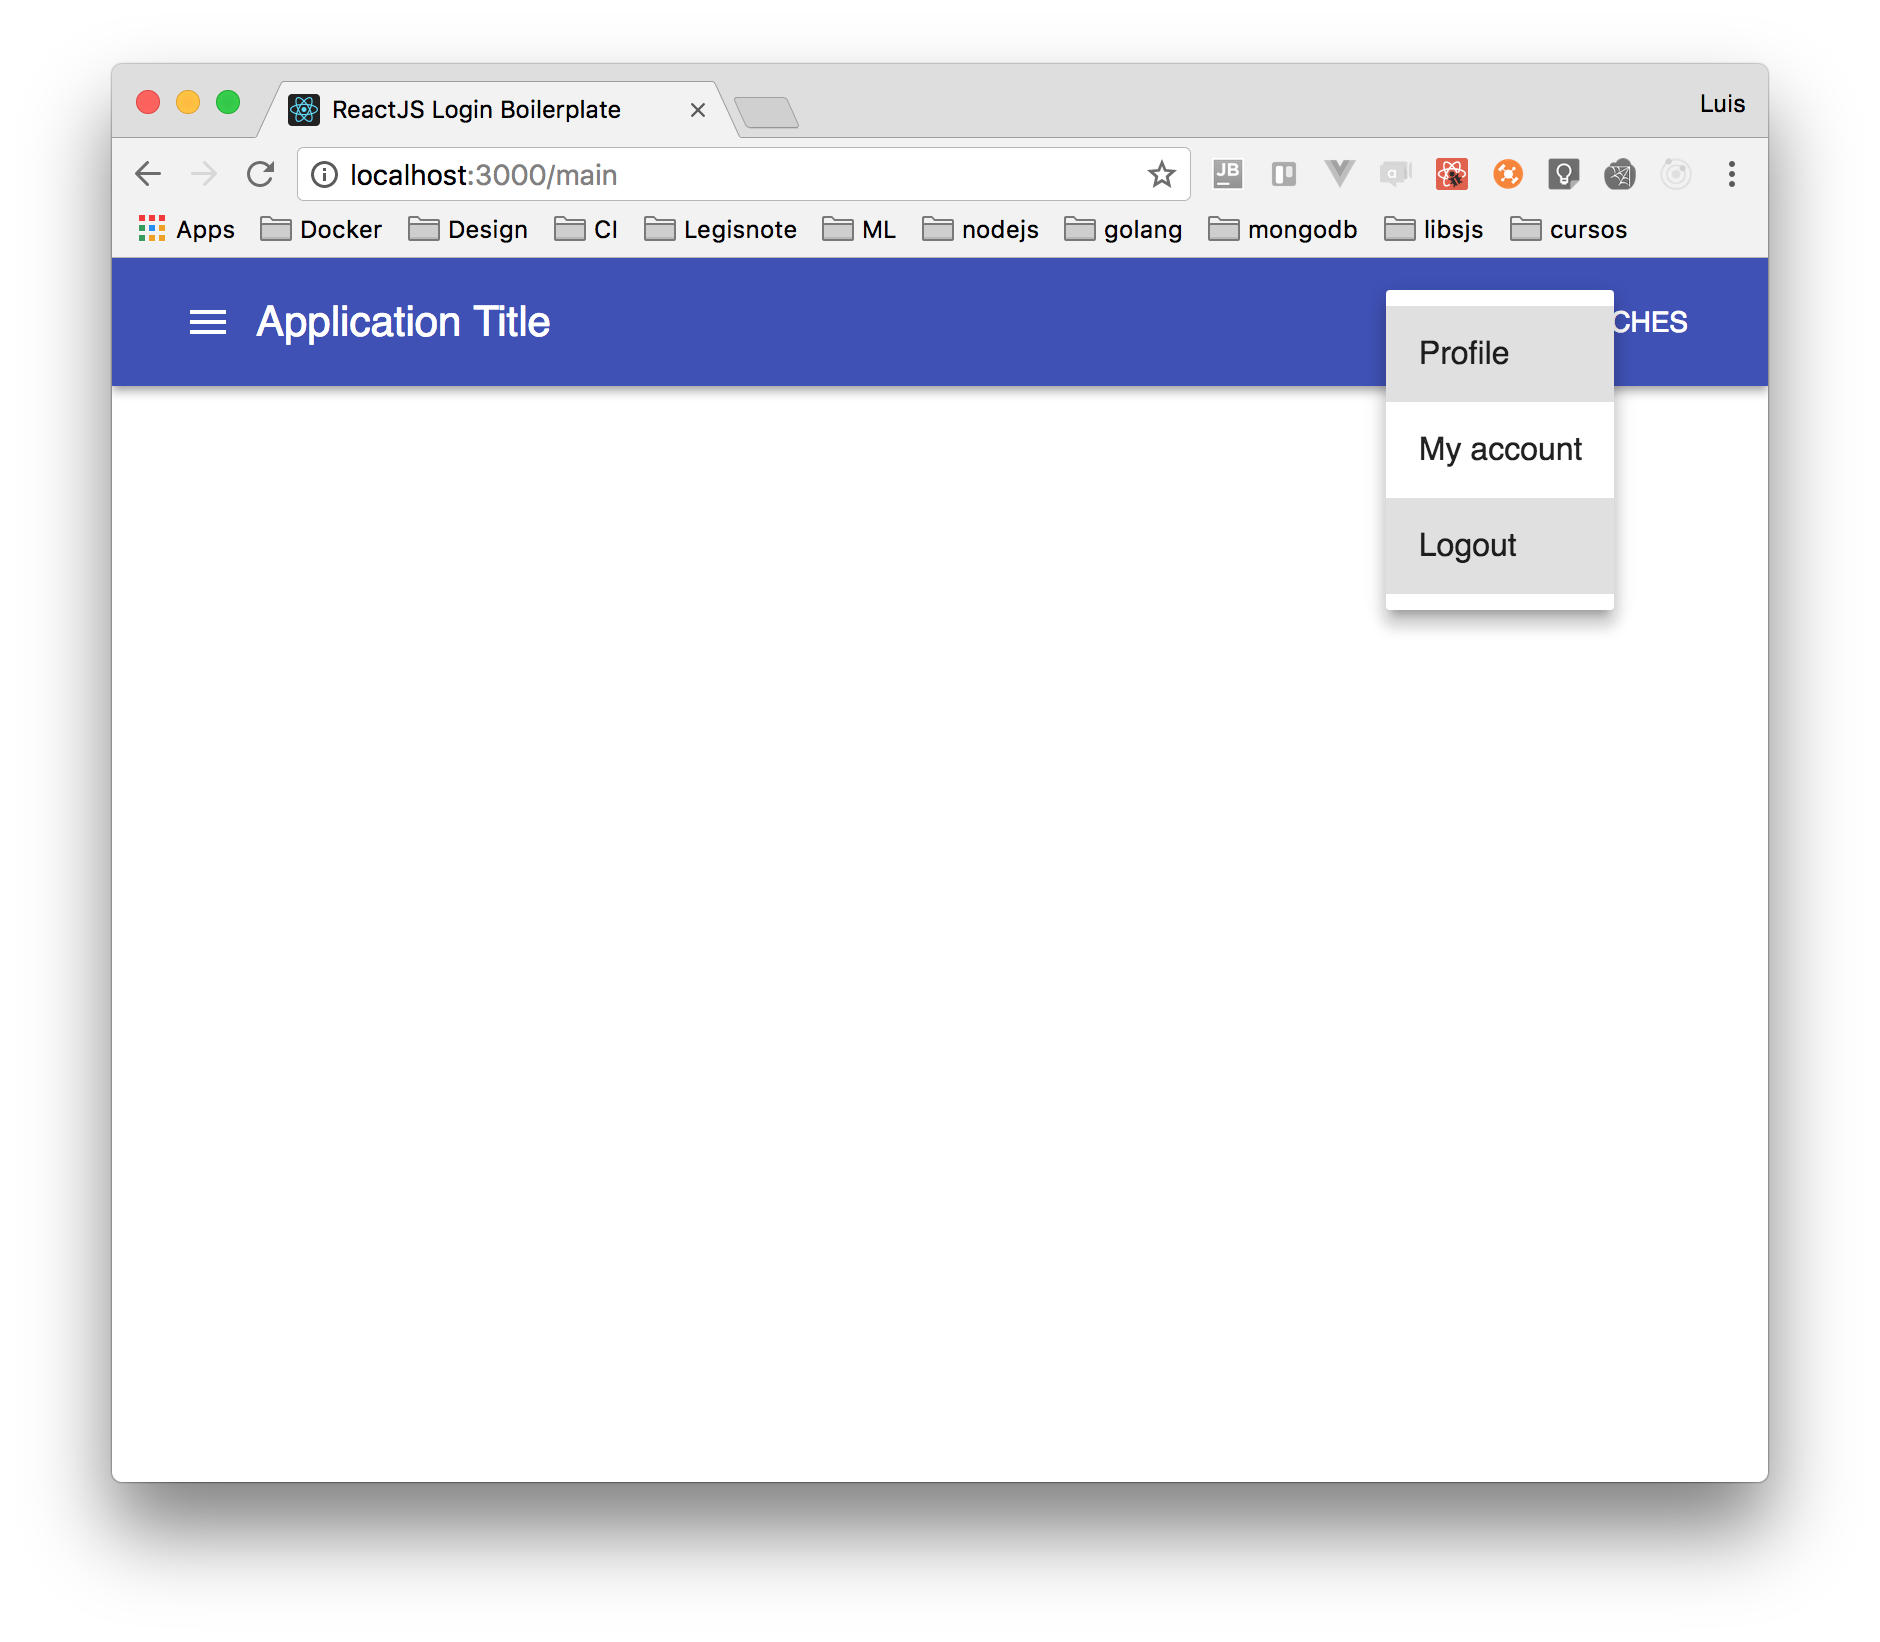 ReactJS Login Boilerplate
Luis
localhost:3000/main
JB
Apps Docker Design CI Legisnote ML nodejs golang mongodb libsjs cursos
Application Title
CHES
Profile
My account
Logout